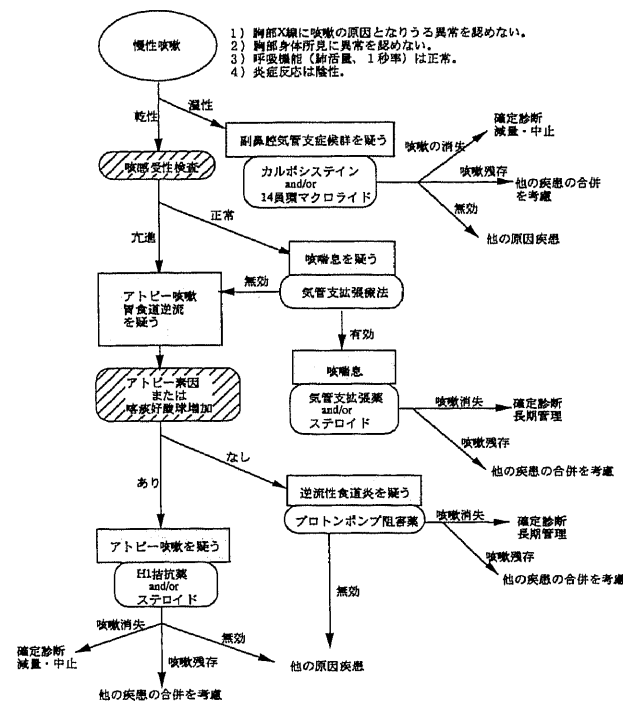 慢性咳嗽
1）胸部X線に咳嗽の原因となりうる異常を認めない。
2）胸部身体所見に異常を認めない。
3）呼吸機能（肺活量、１秒率）は正常。
4）炎症反応は陰性。
湿性
乾性
副鼻腔気管支症候群を疑う
カルボシステイン
and/or
14員環マクロライド
咳嗽の消失
確定診断
減量・中止
咳嗽残存
他の疾患の合併
を考慮
無効
他の原因疾患
咳感受性検査
正常
亢進
咳喘息を疑う
気管支拡張療法
無効
アトピー咳嗽
胃食道逆流
を疑う
有効
咳喘息
気管支拡張薬
and/or
ステロイド
咳嗽消失
確定診断
長期管理
咳嗽残存
他の疾患の合併を考慮
アトピー素因
または
喀痰好酸球増加
なし
あり
逆流性食道炎を疑う
プロトンポンプ阻害薬
咳嗽消失
確定診断
長期管理
咳嗽残存
他の疾患の合併を考慮
無効
他の原因疾患
アトピー咳嗽を疑う
H1拮抗薬
and/or
ステロイド
咳嗽消失
確定診断
減量・中止
咳嗽残存
他の疾患の合併を考慮
無効